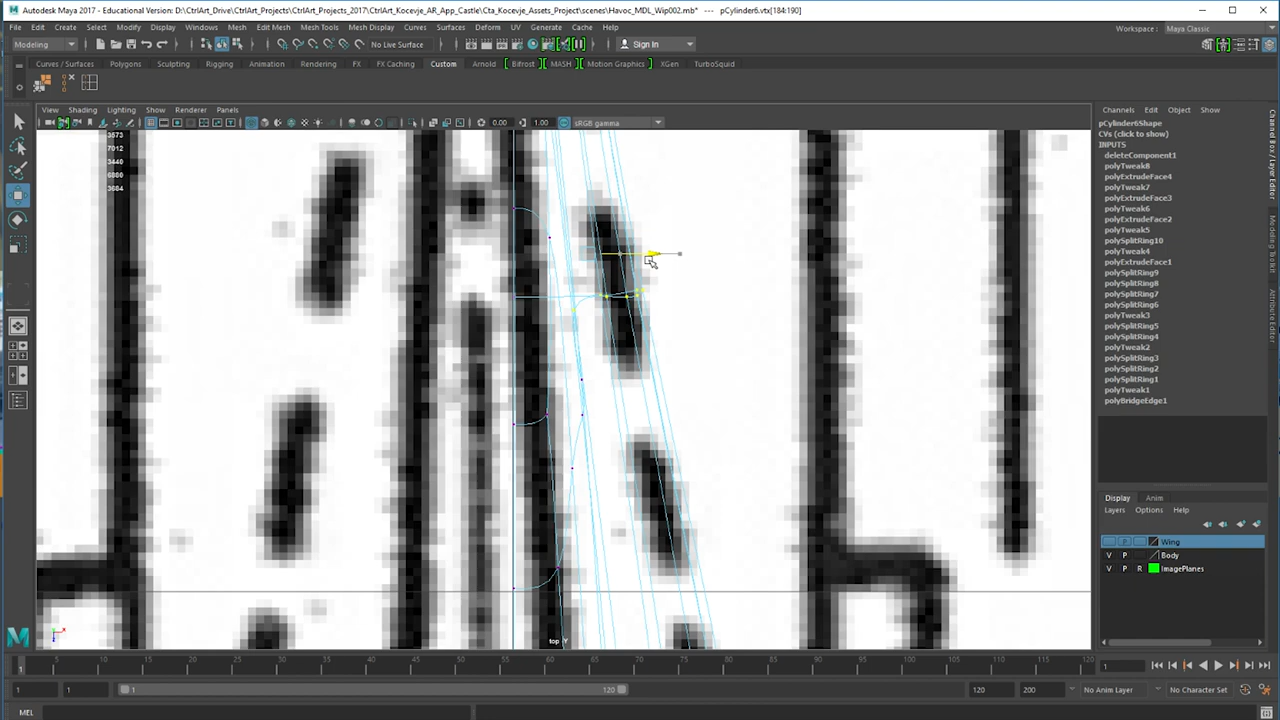 Autodesk Maya 2017 - Educational Version: D:\CtrlArt_Drive\CtrlArt_Projects\CtrlArt_Projects_2017\CtrlArt_Kocevje_AR_App_Castle\Cta_Kocevje_Assets_Project\scenes\Havoc_MDL_Wip002.mb* --- pCylinder6.vtx[184:190]
File Edit Create Select Modify Display Windows Mesh Edit Mesh Mesh Tools Mesh Display Curves Surfaces Deform UV Generate Cache Help
Workspace : Maya Classic
Modeling No Live Surface Sign In
Curves / Surfaces Polygons Sculpting Rigging Animation Rendering FX FX Caching Custom Arnold Bifrost MASH Motion Graphics XGen TurboSquid
View Shading Lighting Show Renderer Panels
0.00 1.00 sRGB gamma
3573
7012
3440
6880
3684
top Y
Channels Edit Object Show
pCylinder6Shape
CVs (click to show)
INPUTS
deleteComponent1
polyTweak8
polyExtrudeFace4
polyTweak7
polyExtrudeFace3
polyTweak6
polyExtrudeFace2
polyTweak5
polySplitRing10
polyTweak4
polyExtrudeFace1
polySplitRing9
polySplitRing8
polySplitRing7
polySplitRing6
polyTweak3
polySplitRing5
polySplitRing4
polyTweak2
polySplitRing3
polySplitRing2
polySplitRing1
polyTweak1
polyBridgeEdge1
Channel Box / Layer Editor
Modeling Toolkit
Attribute Editor
Display Anim
Layers Options Help
P Wing
V P Body
V P R ImagePlanes
1 5 10 15 20 25 30 35 40 45 50 55 60 65 70 75 80 85 90 95 100 105 110 115 120
1
1 1 1 120 120 200 No Anim Layer No Character Set
MEL